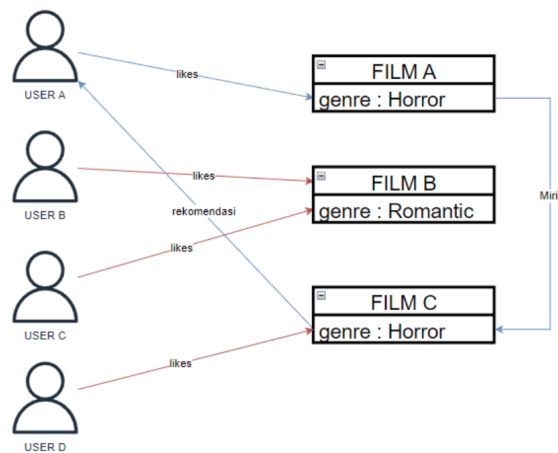 USER A
likes
FILM A
genre : Horror
USER B
likes
FILM B
genre : Romantic
rekomendasi
Miri
USER C
likes
FILM C
genre : Horror
USER D
likes